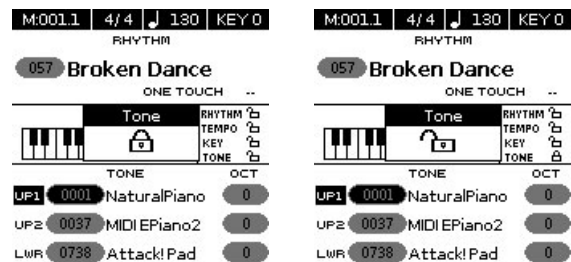 M:001.1 4/4 130 KEY 0
RHYTHM
057 Broken Dance
ONE TOUCH --
Tone
RHYTHM
TEMPO
KEY
TONE
TONE OCT
UP1 0001 NaturalPiano 0
UP2 0037 MIDI EPiano2 0
LWR 0738 Attack! Pad 0
M:001.1 4/4 130 KEY 0
RHYTHM
057 Broken Dance
ONE TOUCH --
Tone
RHYTHM
TEMPO
KEY
TONE
TONE OCT
UP1 0001 NaturalPiano 0
UP2 0037 MIDI EPiano2 0
LWR 0738 Attack! Pad 0